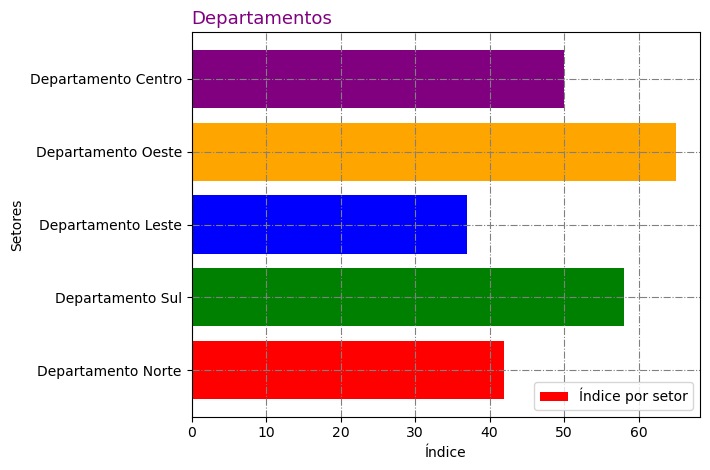 Departamentos
Setores
Departamento Centro
Departamento Oeste
Departamento Leste
Departamento Sul
Departamento Norte
Índice por setor
0 10 20 30 40 50 60
Índice